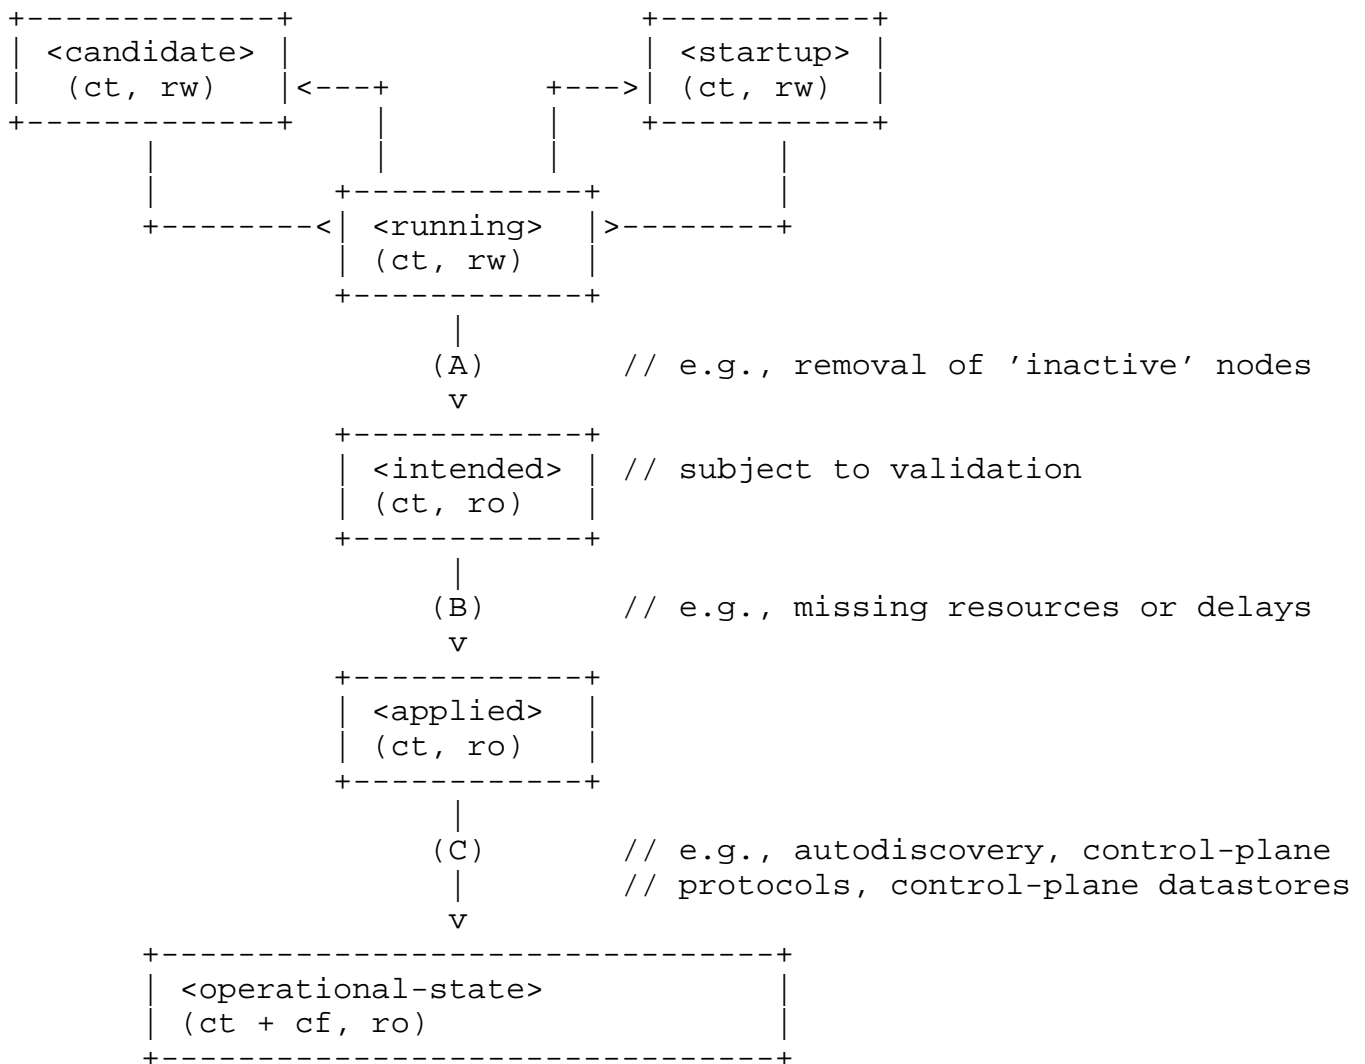 <candidate> <startup>
(ct, rw) (ct, rw)
<running>
(ct, rw)
(A) // e.g., removal of ’inactive’ nodes
v
<intended> // subject to validation
(ct, ro)
(B) // e.g., missing resources or delays
v
<applied>
(ct, ro)
(C) // e.g., autodiscovery, control-plane
// protocols, control-plane datastores
v
<operational-state>
(ct + cf, ro)